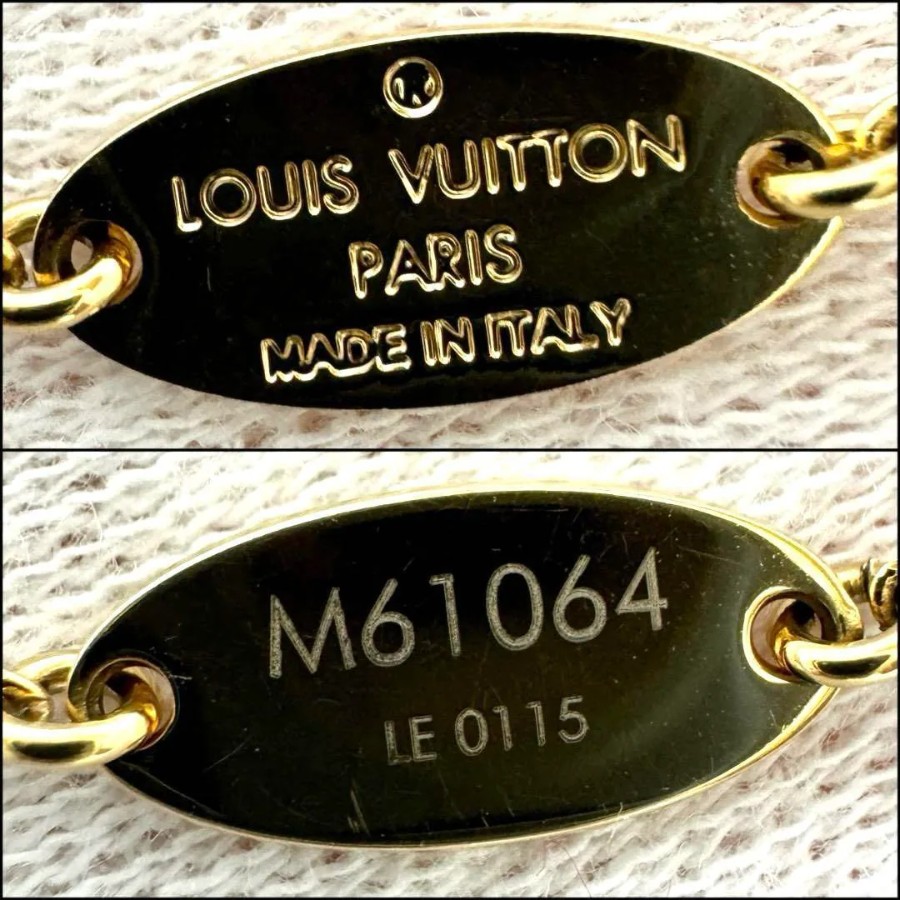 ®
LOUIS VUITTON
PARIS
MADE IN ITALY
M61064
LE 0115